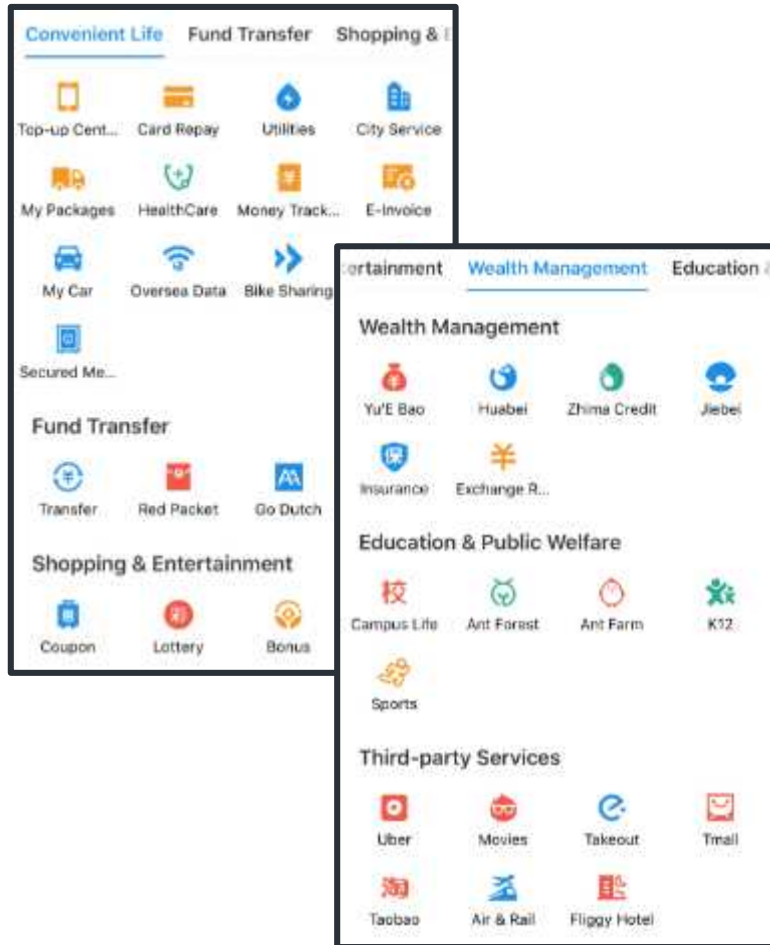 Convenient Life Fund Transfer Shopping & E
Top-up Cent... Card Repay Utilities City Service
My Packages HealthCare Money Track... E-Invoice
My Car Oversea Data Bike Sharing
Secured Me...
Fund Transfer
Transfer Red Packet Go Dutch
Shopping & Entertainment
Coupon Lottery Bonus
ertainment Wealth Management Education &
Wealth Management
Yu'E Bao Huabei Zhima Credit Jiebei
保
Insurance Exchange R...
Education & Public Welfare
校
Campus Life Ant Forest Ant Farm K12
Sports
Third-party Services
Uber Movies Takeout Tmall
淘
Taobao Air & Rail Fliggy Hotel